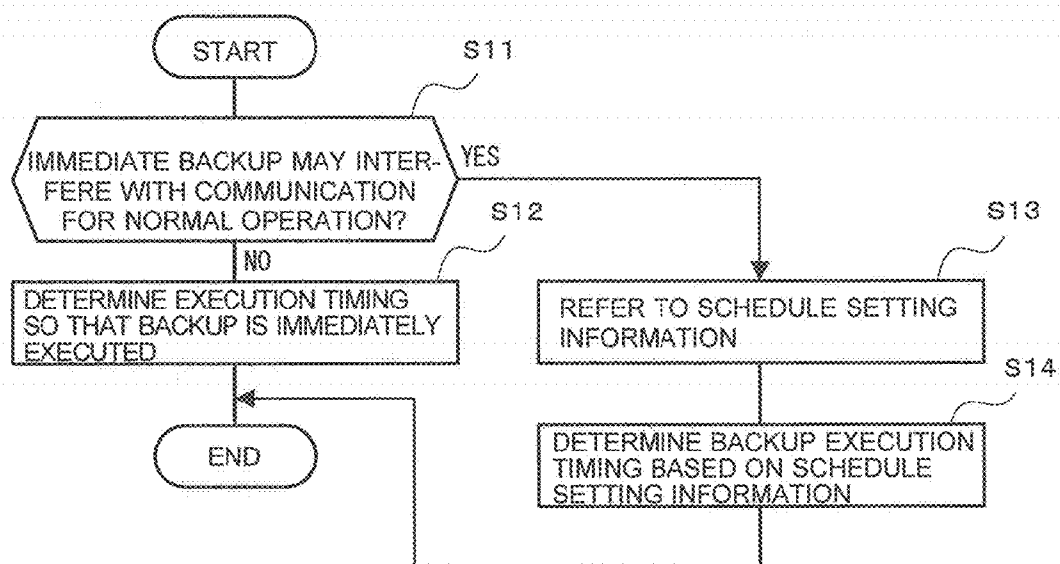 START
S11
IMMEDIATE BACKUP MAY INTER-
FERE WITH COMMUNICATION
FOR NORMAL OPERATION?
YES
NO
S12
DETERMINE EXECUTION TIMING
SO THAT BACKUP IS IMMEDIATELY
EXECUTED
END
S13
REFER TO SCHEDULE SETTING
INFORMATION
S14
DETERMINE BACKUP EXECUTION
TIMING BASED ON SCHEDULE
SETTING INFORMATION